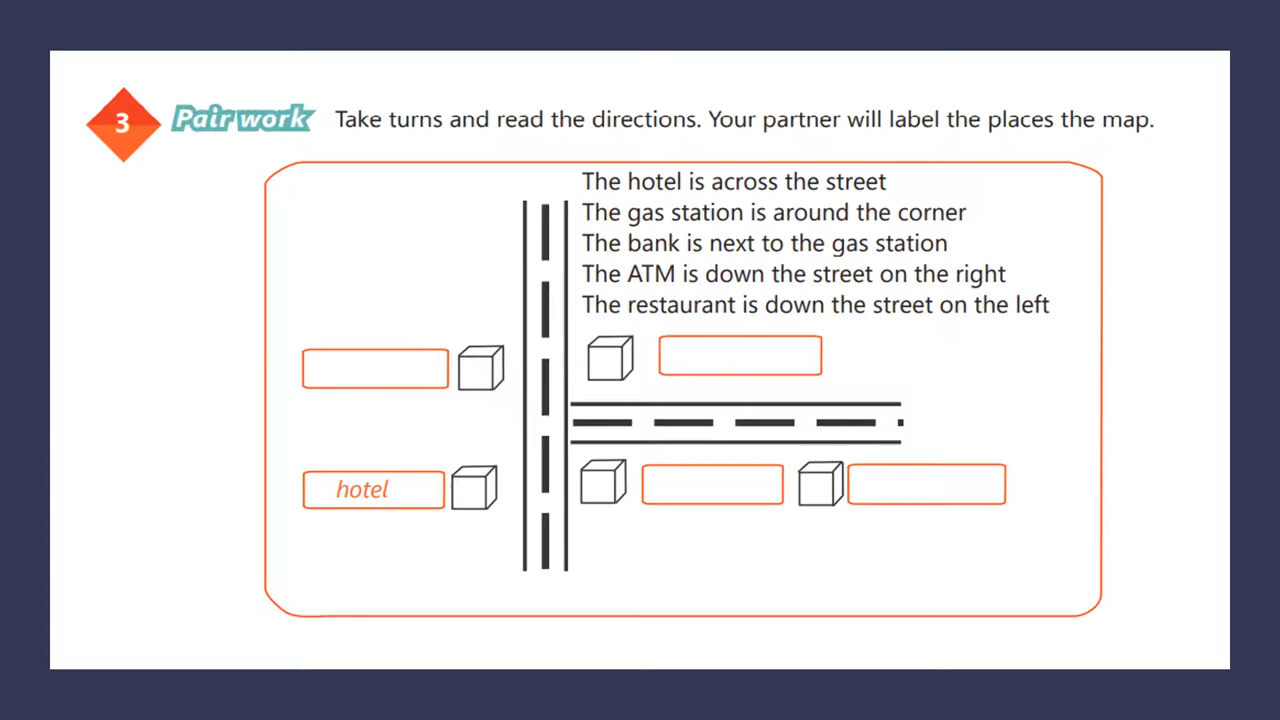 3
Pair work
Take turns and read the directions. Your partner will label the places the map.
The hotel is across the street
The gas station is around the corner
The bank is next to the gas station
The ATM is down the street on the right
The restaurant is down the street on the left
hotel